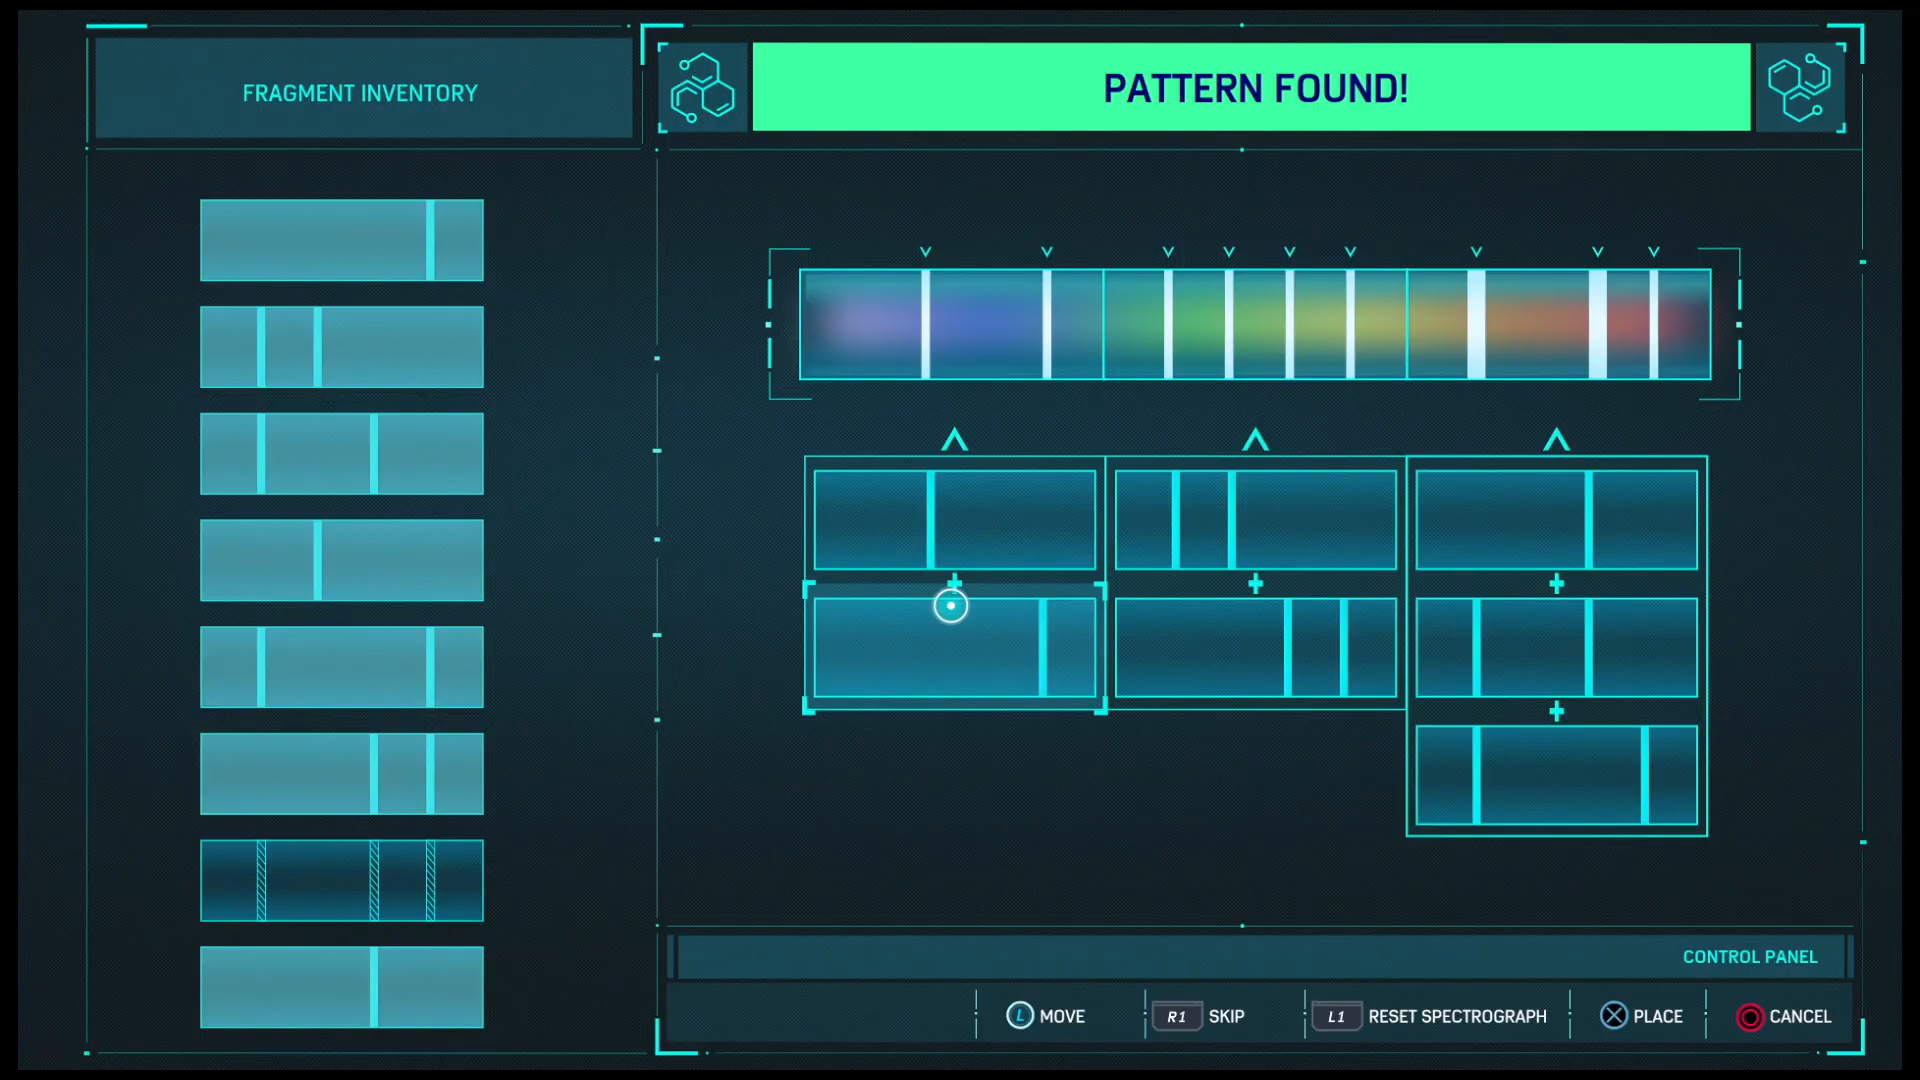 FRAGMENT INVENTORY
PATTERN FOUND!
CONTROL PANEL
L MOVE
R1 SKIP
L1 RESET SPECTROGRAPH
PLACE
CANCEL